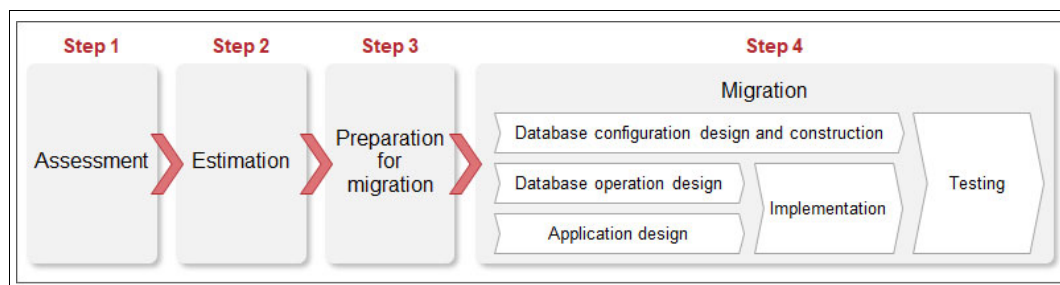 Step 1
Step 2
Step 3
Step 4
Assessment
Estimation
Preparation
for
migration
Migration
Database configuration design and construction
Database operation design
Application design
Implementation
Testing